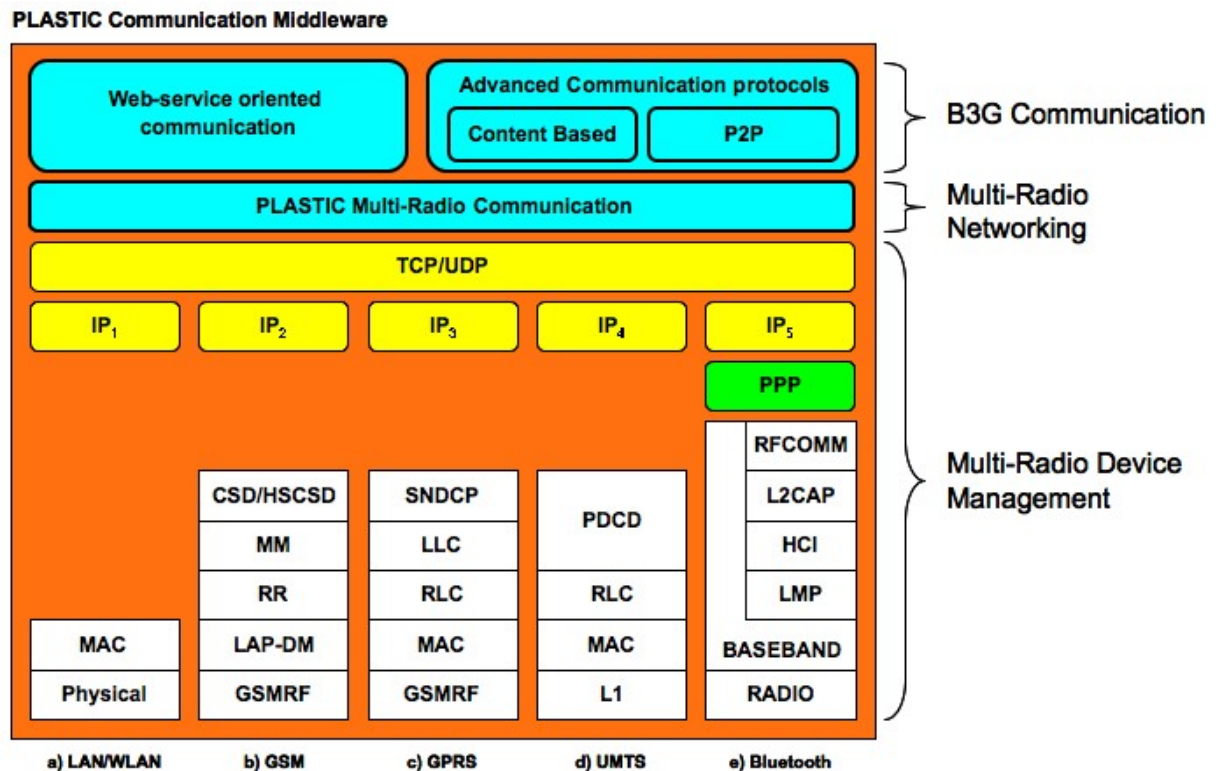 PLASTIC Communication Middleware
Web-service oriented
communication
Advanced Communication protocols
Content Based
P2P
B3G Communication
PLASTIC Multi-Radio Communication
Multi-Radio
Networking
TCP/UDP
IP₁
IP₂
IP₃
IP₄
IP₅
PPP
Multi-Radio Device
Management
MAC
Physical
a) LAN/WLAN
CSD/HSCSD
MM
RR
LAP-DM
GSMRF
b) GSM
SNDCP
LLC
RLC
MAC
GSMRF
c) GPRS
PDCD
RLC
MAC
L1
d) UMTS
RFCOMM
L2CAP
HCI
LMP
BASEBAND
RADIO
e) Bluetooth